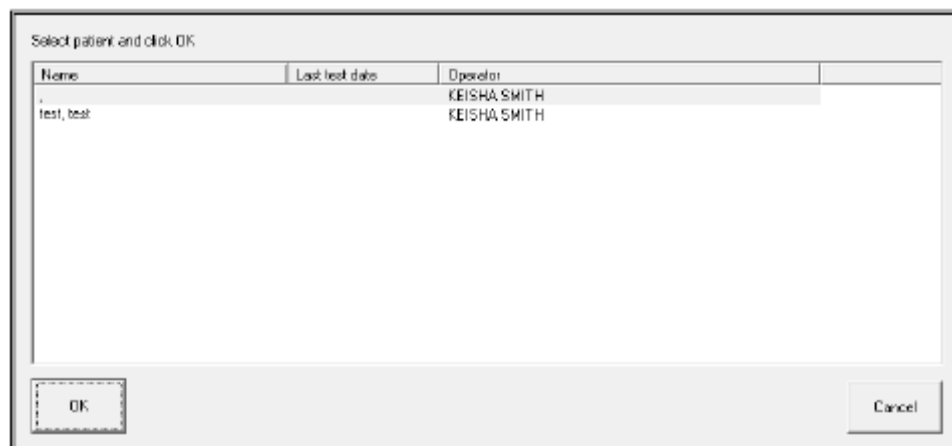 Select patient and click OK
Name Last test date Operator
, KEISHA SMITH
test, test KEISHA SMITH
OK Cancel